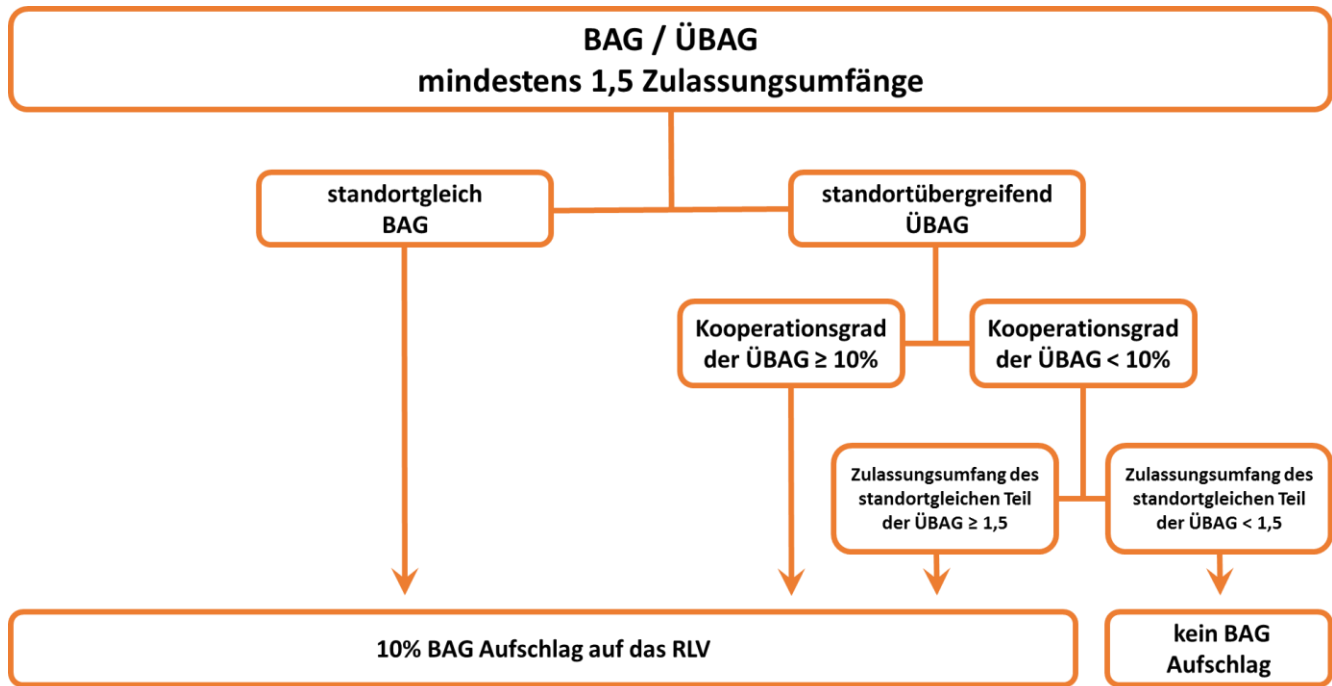 BAG / ÜBAG
mindestens 1,5 Zulassungsumfänge
standortgleich
BAG
standortübergreifend
ÜBAG
Kooperationsgrad
der ÜBAG ≥ 10%
Kooperationsgrad
der ÜBAG < 10%
Zulassungsumfang des
standortgleichen Teil
der ÜBAG ≥ 1,5
Zulassungsumfang des
standortgleichen Teil
der ÜBAG < 1,5
10% BAG Aufschlag auf das RLV
kein BAG
Aufschlag